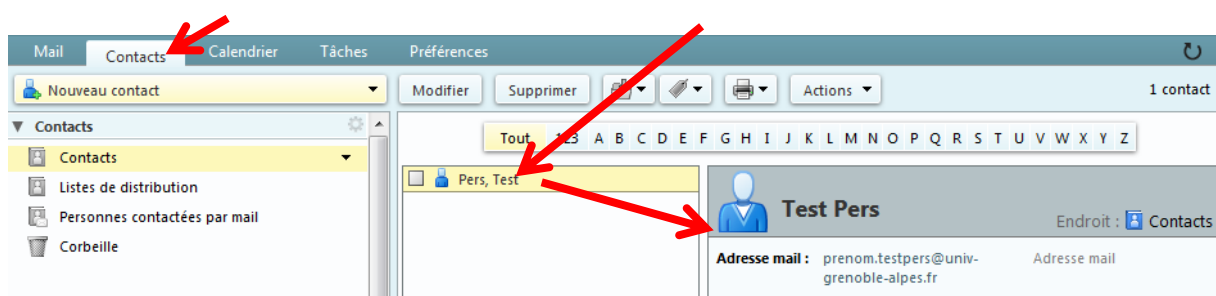 Mail Contacts Calendrier Tâches Préférences
Nouveau contact Modifier Supprimer Actions 1 contact
Contacts
Tout 123 A B C D E F G H I J K L M N O P Q R S T U V W X Y Z
Contacts
Pers, Test
Listes de distribution
Personnes contactées par mail
Corbeille
Test Pers
Endroit : Contacts
Adresse mail : prenom.testpers@univ-
grenoble-alpes.fr
Adresse mail